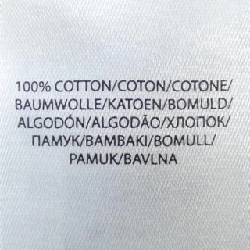 100% COTTON/COTON/COTONE/
BAUMWOLLE/KATOEN/BOMULD/
ALGODÓN/ALGODÃO/ХЛОПОК/
ПАМУК/BAMBAKI/BOMULL/
PAMUK/BAVLNA